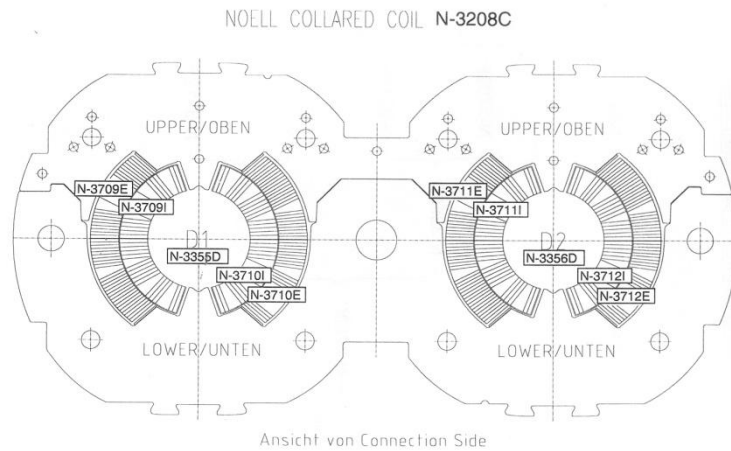 NOELL COLLARED COIL N-3208C
UPPER/OBEN UPPER/OBEN
N-3709E N-3711E
N-3709I N-3711I
D1 D2
N-3355D N-3356D
N-3710I N-3712I
N-3710E N-3712E
LOWER/UNTEN LOWER/UNTEN
Ansicht von Connection Side